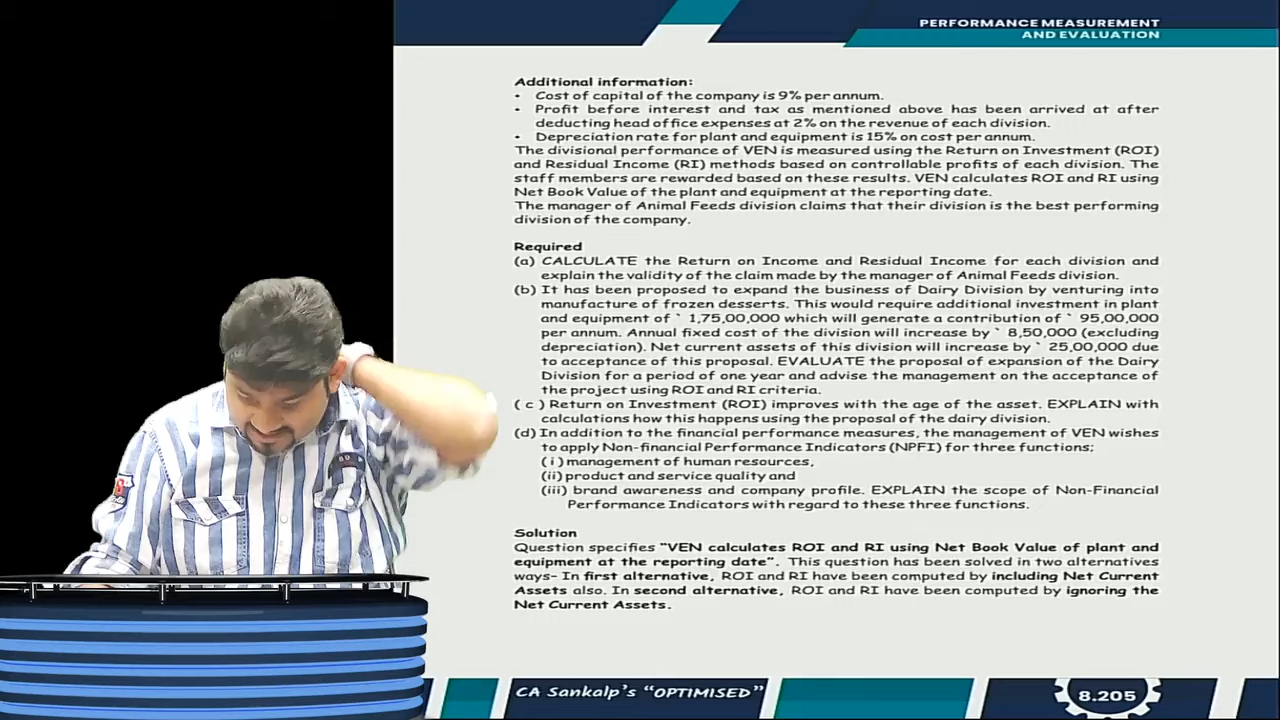 PERFORMANCE MEASUREMENT
AND EVALUATION
Additional information:
• Cost of capital of the company is 9% per annum.
• Profit before interest and tax as mentioned above has been arrived at after
deducting head office expenses at 2% on the revenue of each division.
• Depreciation rate for plant and equipment is 15% on cost per annum.
The divisional performance of VEN is measured using the Return on Investment (ROI)
and Residual Income (RI) methods based on controllable profits of each division. The
staff members are rewarded based on these results. VEN calculates ROI and RI using
Net Book Value of the plant and equipment at the reporting date.
The manager of Animal Feeds division claims that their division is the best performing
division of the company.
Required
(a) CALCULATE the Return on Income and Residual Income for each division and
explain the validity of the claim made by the manager of Animal Feeds division.
(b) It has been proposed to expand the business of Dairy Division by venturing into
manufacture of frozen desserts. This would require additional investment in plant
and equipment of ` 1,75,00,000 which will generate a contribution of ` 95,00,000
per annum. Annual fixed cost of the division will increase by ` 8,50,000 (excluding
depreciation). Net current assets of this division will increase by ` 25,00,000 due
to acceptance of this proposal. EVALUATE the proposal of expansion of the Dairy
Division for a period of one year and advise the management on the acceptance of
the project using ROI and RI criteria.
( c ) Return on Investment (ROI) improves with the age of the asset. EXPLAIN with
calculations how this happens using the proposal of the dairy division.
(d) In addition to the financial performance measures, the management of VEN wishes
to apply Non-financial Performance Indicators (NPFI) for three functions;
(i) management of human resources,
(ii) product and service quality and
(iii) brand awareness and company profile. EXPLAIN the scope of Non-Financial
Performance Indicators with regard to these three functions.
Solution
Question specifies "VEN calculates ROI and RI using Net Book Value of plant and
equipment at the reporting date". This question has been solved in two alternatives
ways- In first alternative, ROI and RI have been computed by including Net Current
Assets also. In second alternative, ROI and RI have been computed by ignoring the
Net Current Assets.
CA Sankalp's "OPTIMISED"
8.205